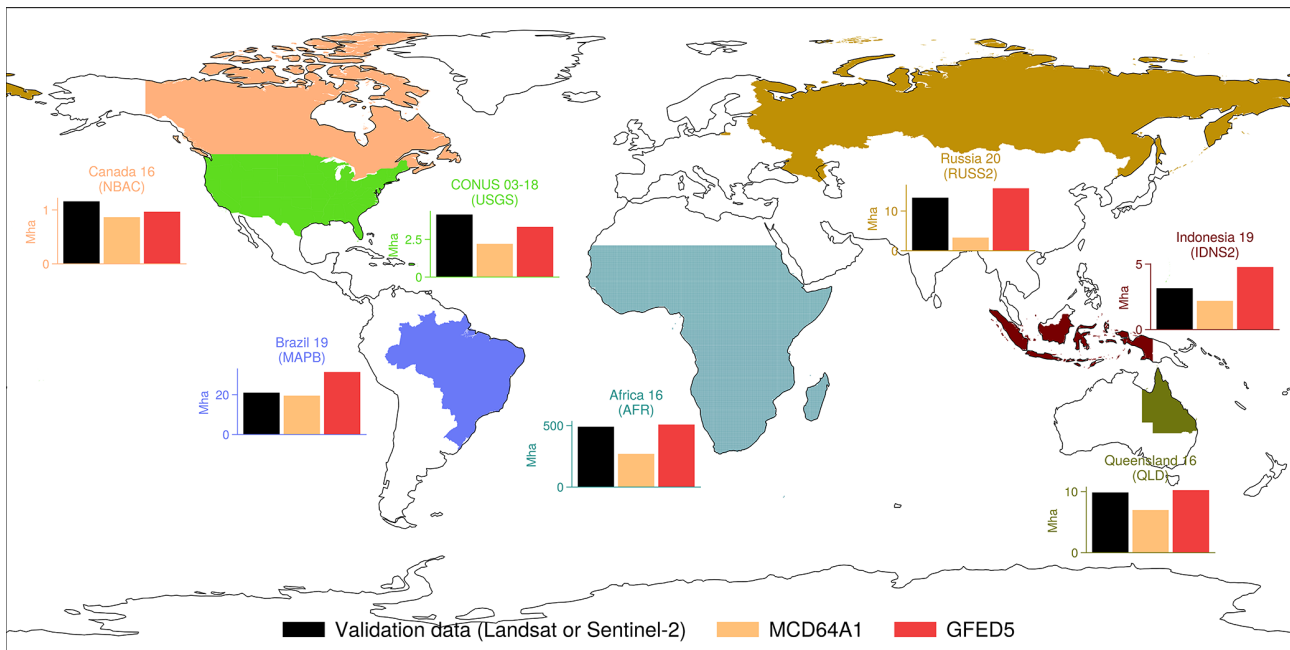 Canada 16
(NBAC)
Mha
1
0
CONUS 03-18
(USGS)
Mha
2.5
0
Russia 20
(RUSS2)
Mha
10
0
Indonesia 19
(IDNS2)
Mha
5
0
Brazil 19
(MAPB)
Mha
20
0
Africa 16
(AFR)
Mha
500
0
Queensland 16
(QLD)
Mha
10
0
Validation data (Landsat or Sentinel-2) MCD64A1 GFED5